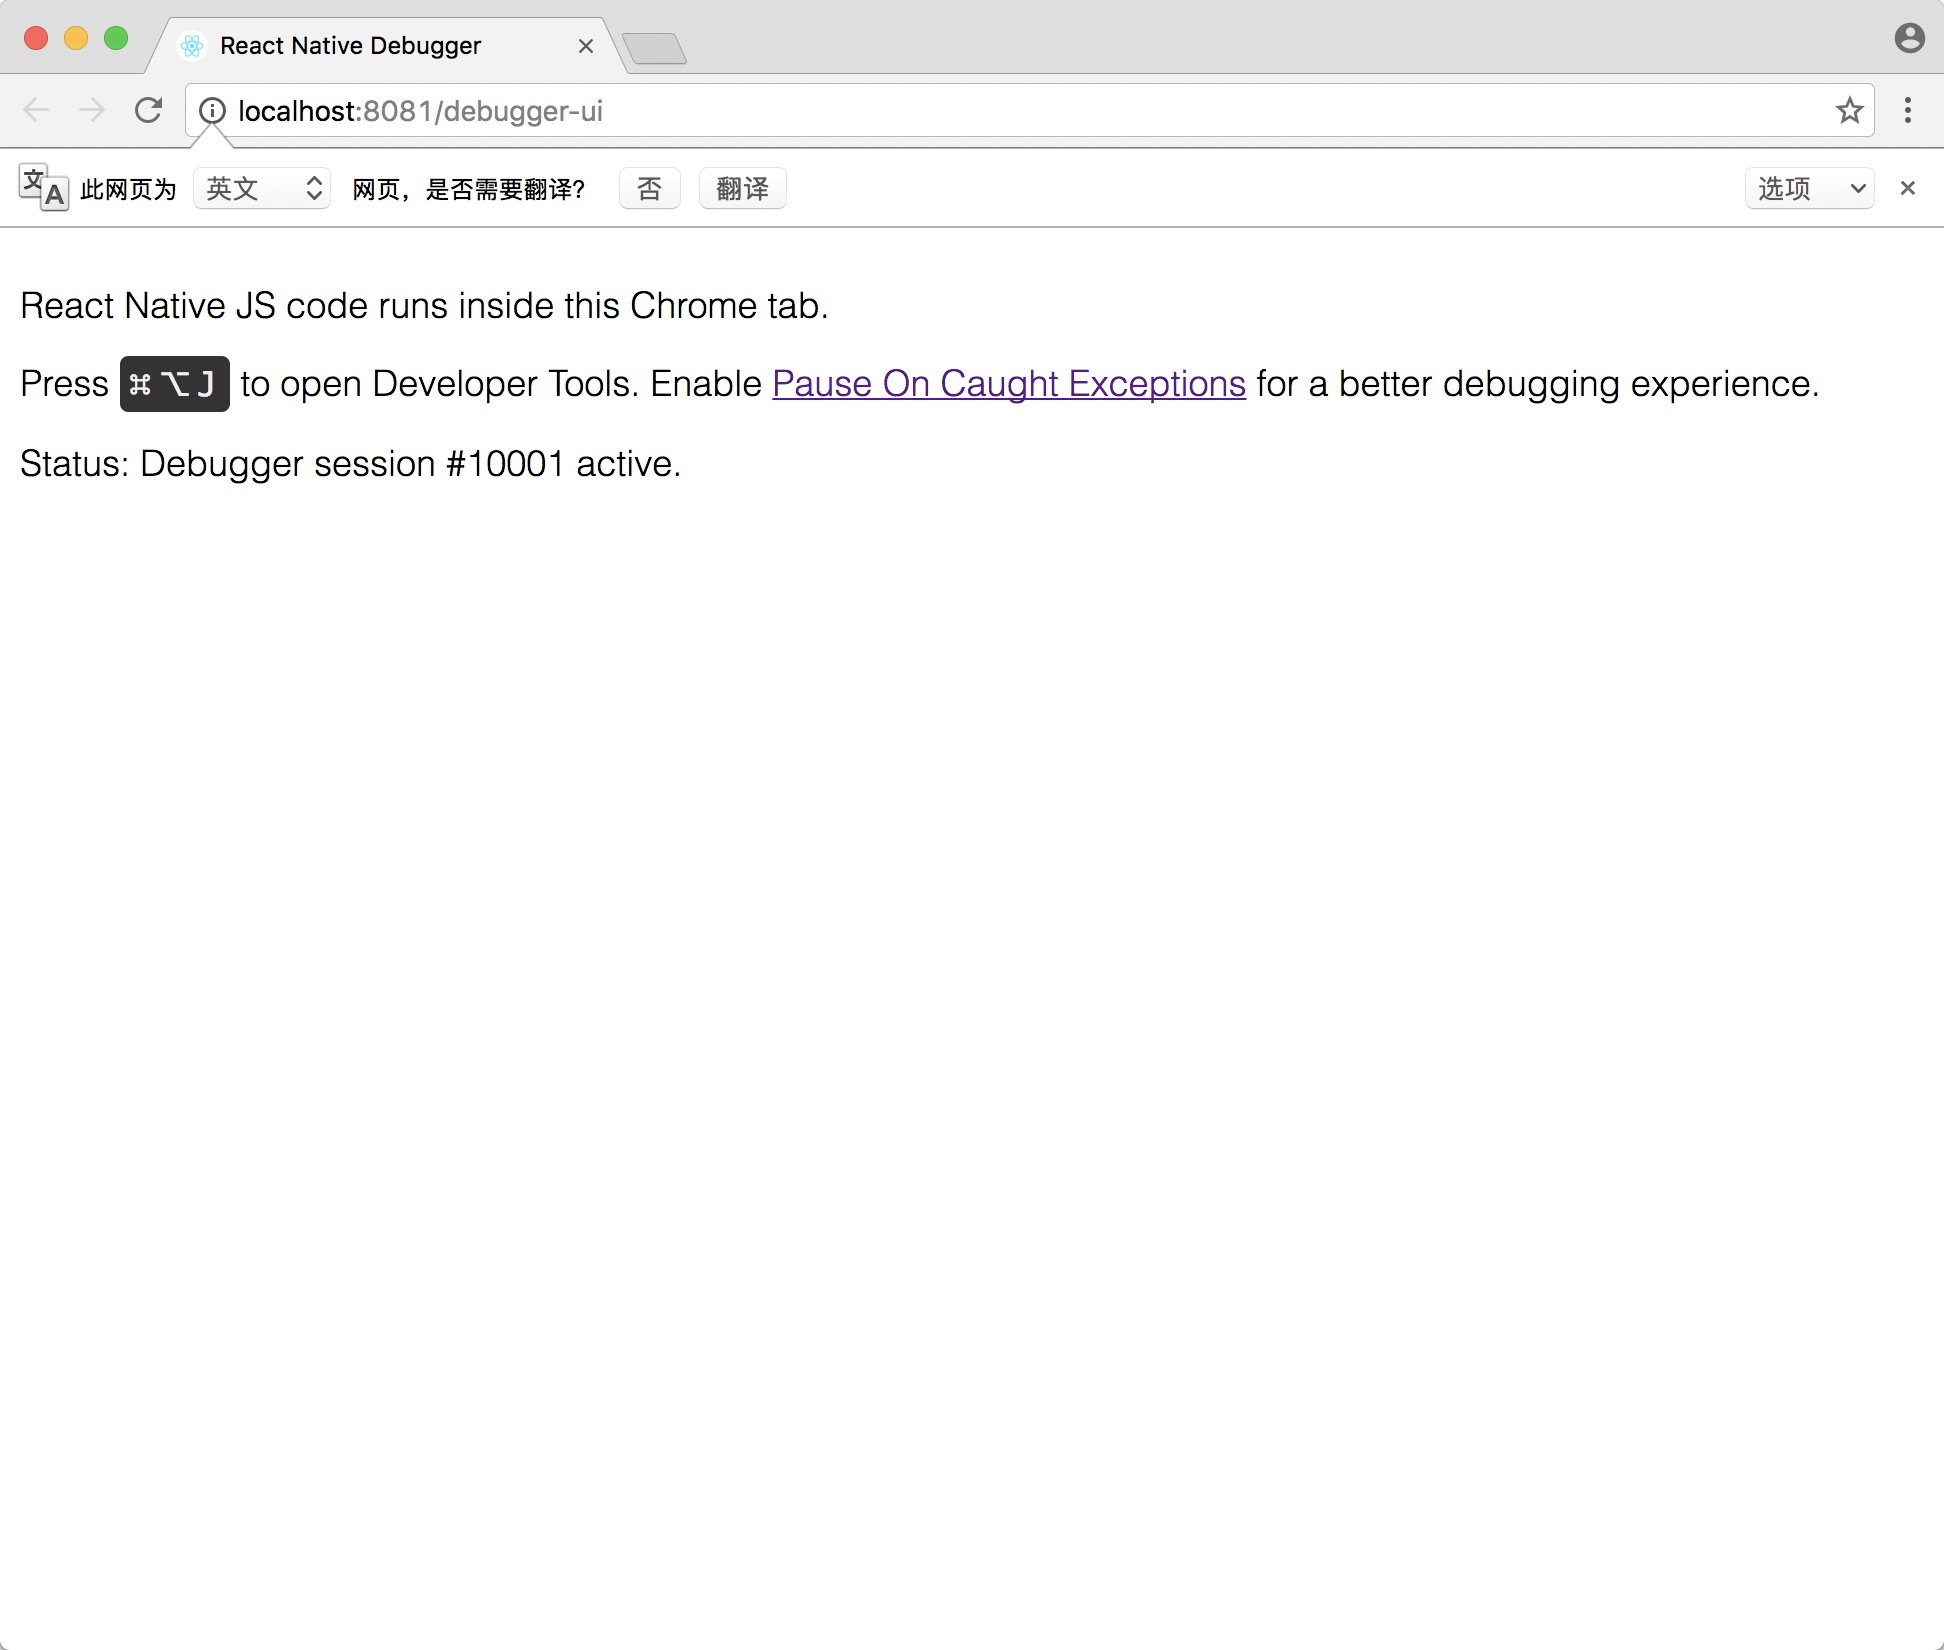 React Native Debugger
localhost:8081/debugger-ui
文A 此网页为 英文 网页，是否需要翻译? 否 翻译 选项
React Native JS code runs inside this Chrome tab.
Press ⌘⌥J to open Developer Tools. Enable Pause On Caught Exceptions for a better debugging experience.
Status: Debugger session #10001 active.